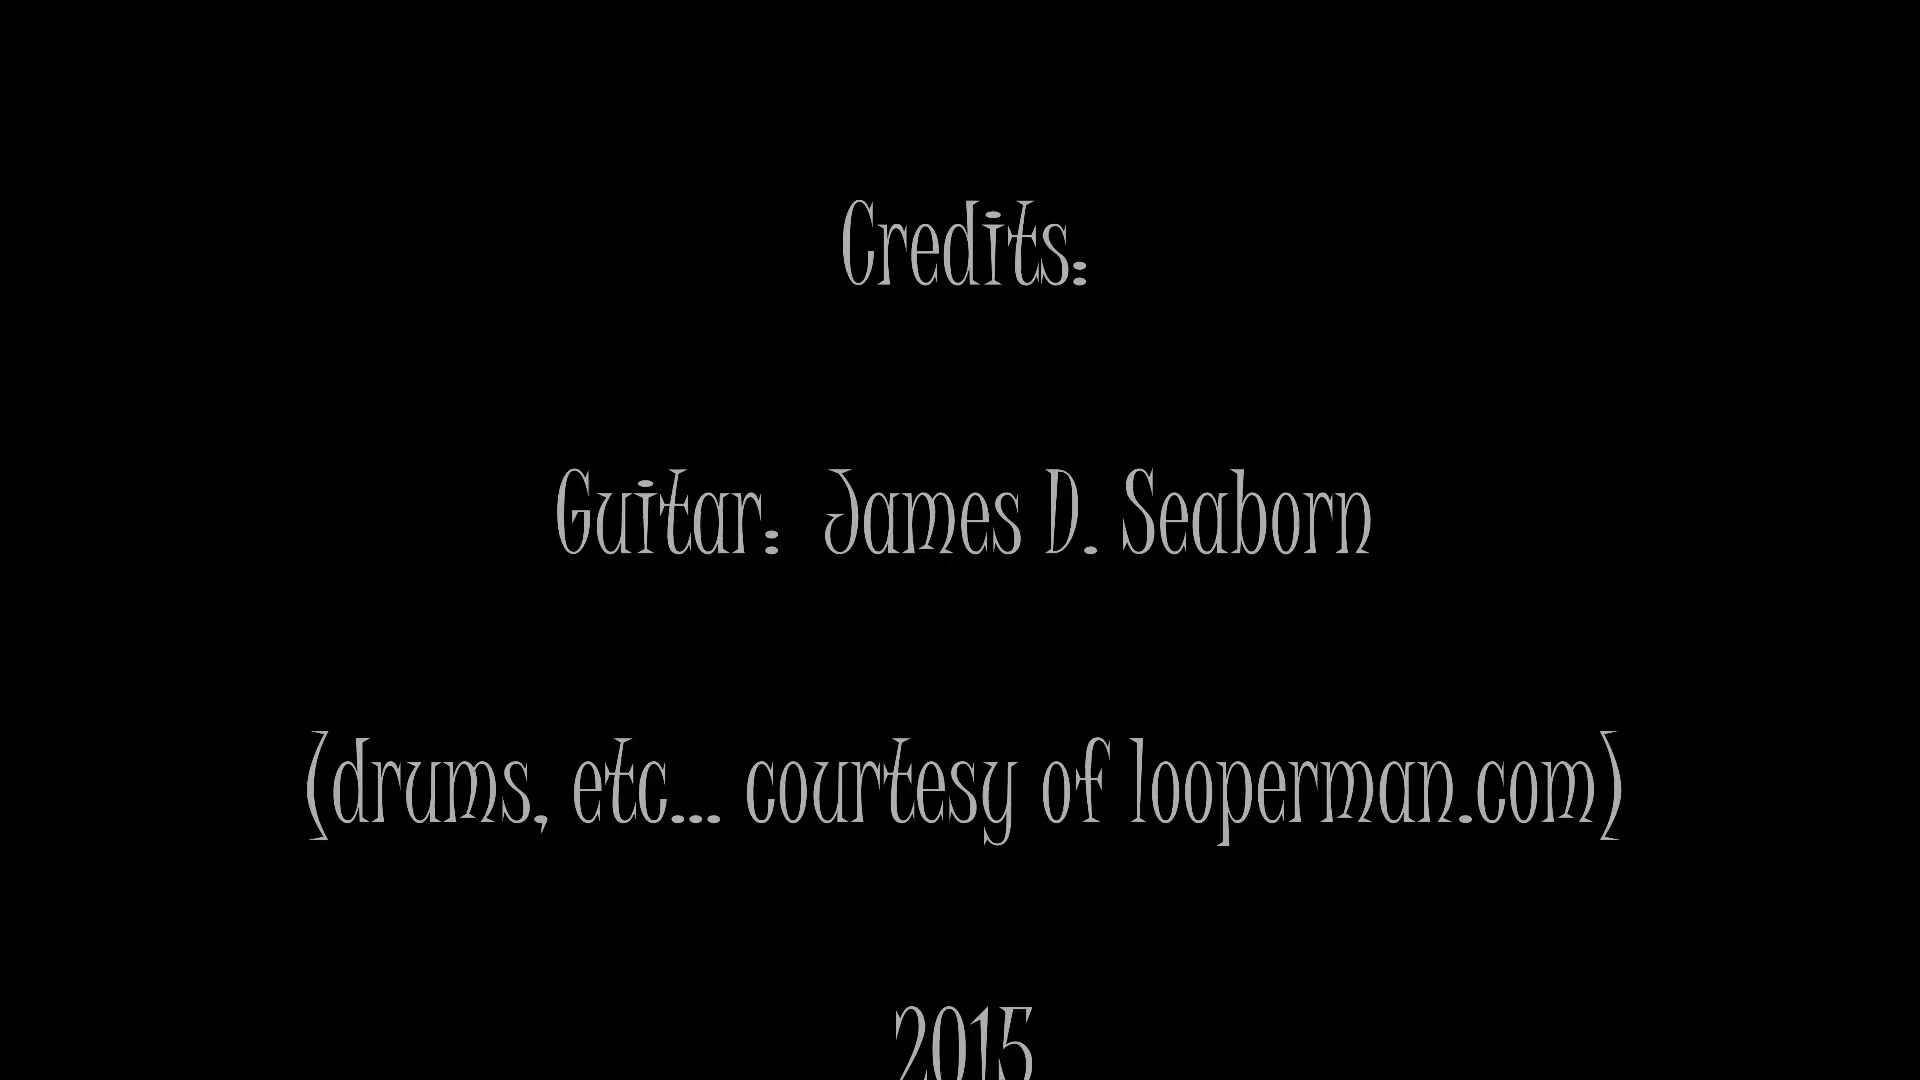 Credits:
Guitar: James D. Seaborn
(drums, etc... courtesy of looperman.com)
2015